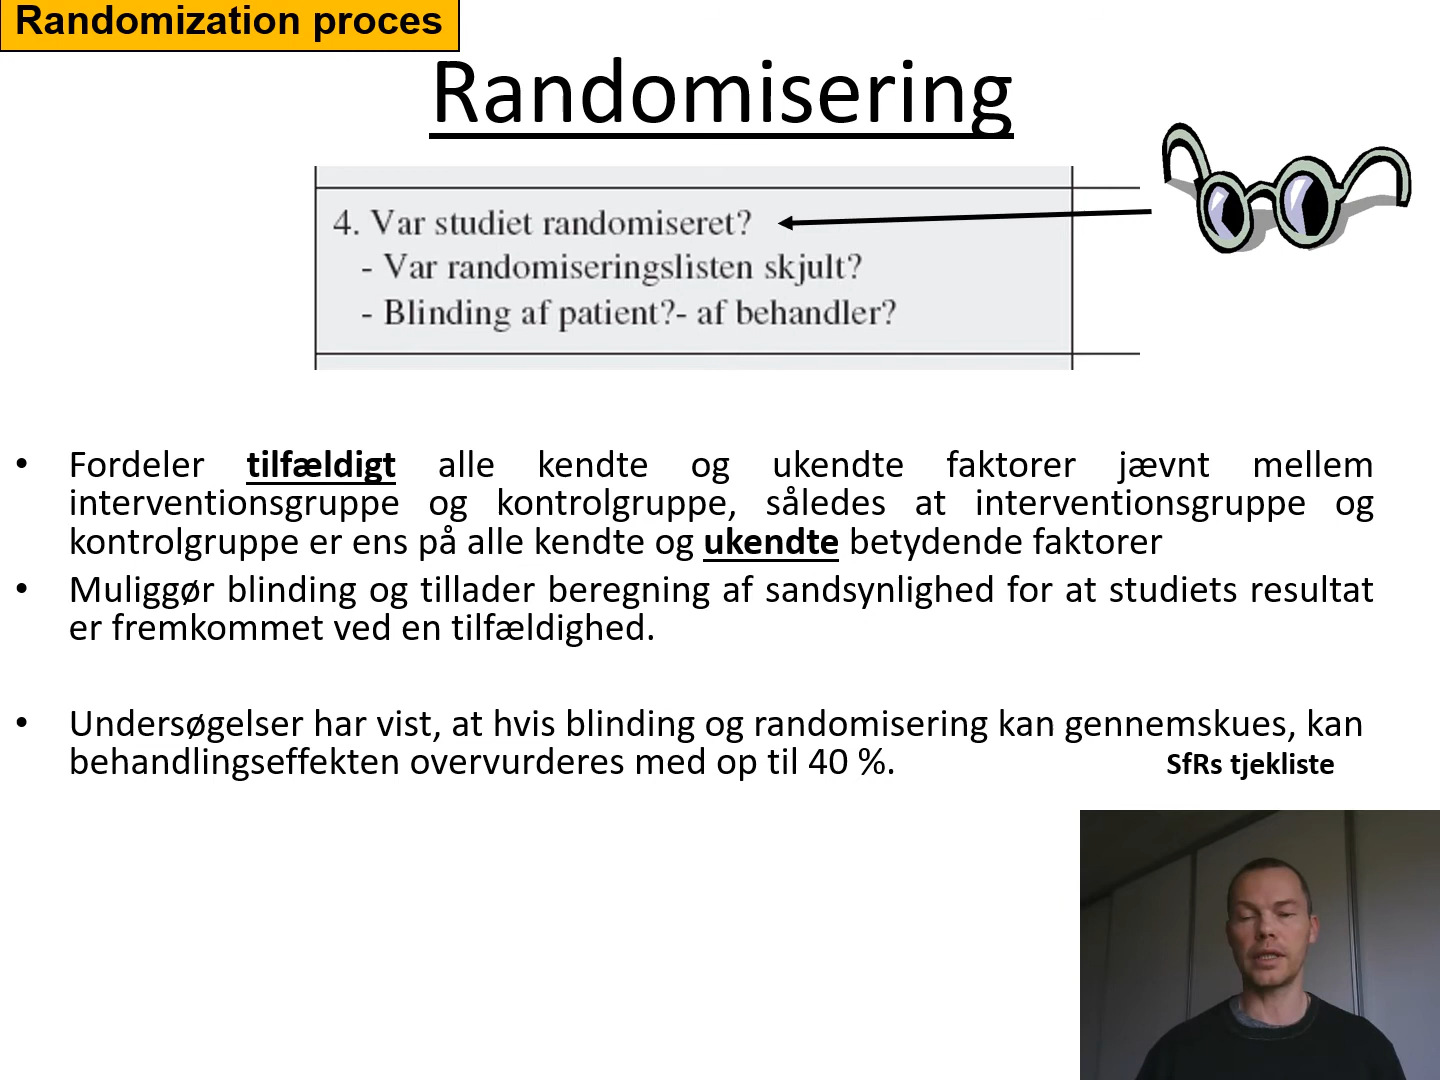 Randomization proces
Randomisering
4. Var studiet randomiseret?
- Var randomiseringslisten skjult?
- Blinding af patient?- af behandler?
• Fordeler tilfældigt alle kendte og ukendte faktorer jævnt mellem
interventionsgruppe og kontrolgruppe, således at interventionsgruppe og
kontrolgruppe er ens på alle kendte og ukendte betydende faktorer
• Muliggør blinding og tillader beregning af sandsynlighed for at studiets resultat
er fremkommet ved en tilfældighed.
• Undersøgelser har vist, at hvis blinding og randomisering kan gennemskues, kan
behandlingseffekten overvurderes med op til 40 %.
SfRs tjekliste